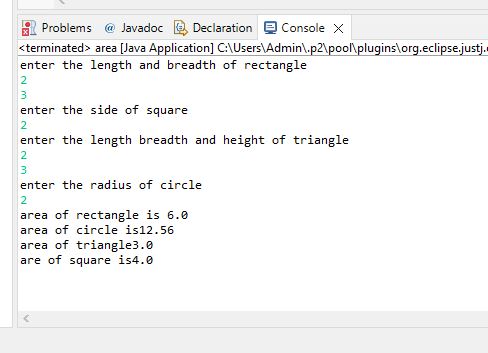 Problems @ Javadoc Declaration Console
<terminated> area [Java Application] C:\Users\Admin\.p2\pool\plugins\org.eclipse.justj.
enter the length and breadth of rectangle
2
3
enter the side of square
2
enter the length breadth and height of triangle
2
3
enter the radius of circle
2
area of rectangle is 6.0
area of circle is12.56
area of triangle3.0
are of square is4.0